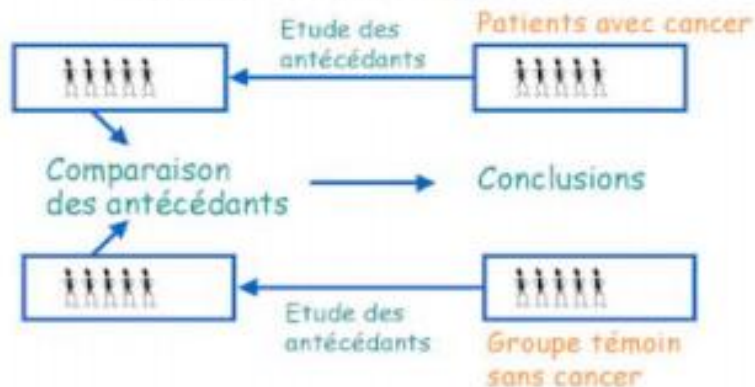 Etude des
antécédants
Patients avec cancer
Comparaison
des antécédants
Conclusions
Etude des
antécédants
Groupe témoin
sans cancer